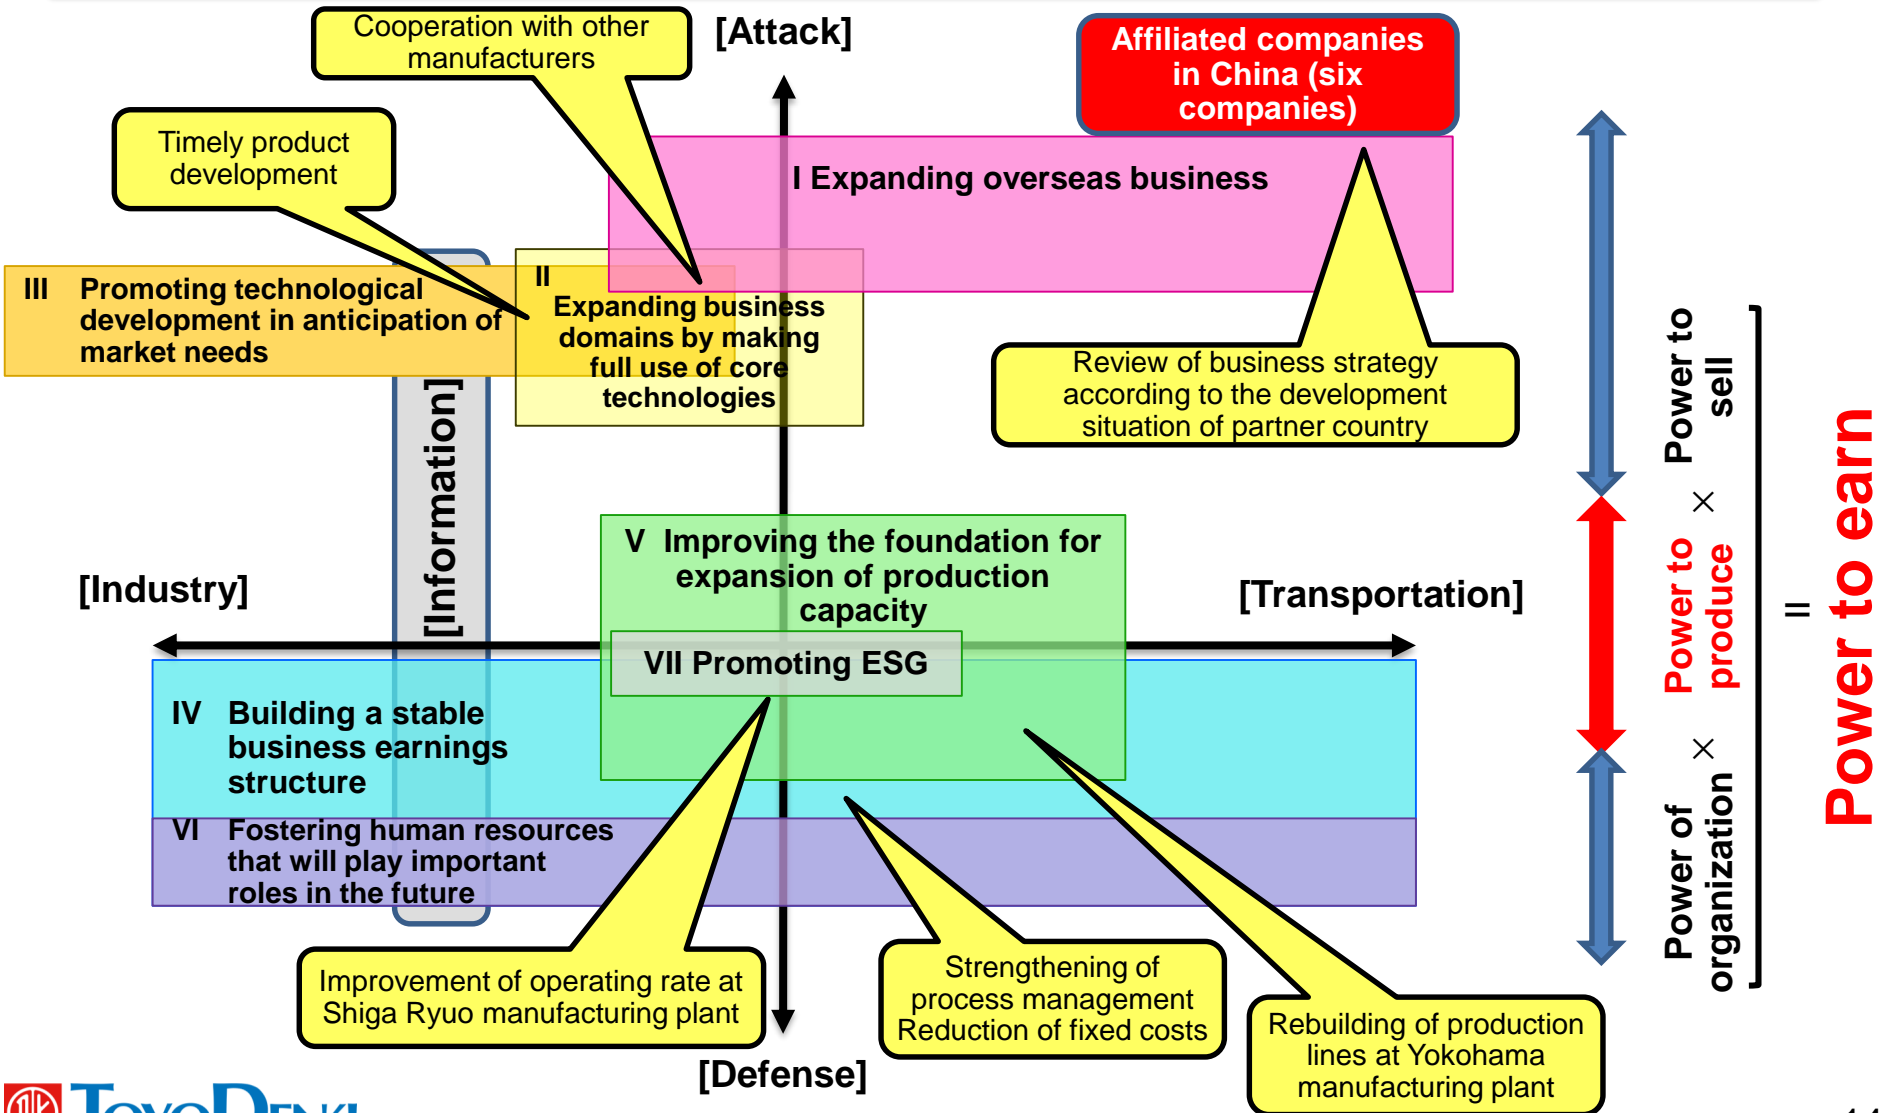 Cooperation with other
manufacturers
[Attack]
Affiliated companies
in China (six
companies)
Timely product
development
I Expanding overseas business
III Promoting technological
development in anticipation of
market needs
II
Expanding business
domains by making
full use of core
technologies
Review of business strategy
according to the development
situation of partner country
[Information]
[Industry]
[Transportation]
V Improving the foundation for
expansion of production
capacity
VII Promoting ESG
IV Building a stable
business earnings
structure
VI Fostering human resources
that will play important
roles in the future
Improvement of operating rate at
Shiga Ryuo manufacturing plant
Strengthening of
process management
Reduction of fixed costs
Rebuilding of production
lines at Yokohama
manufacturing plant
[Defense]
Power to
sell
×
Power to
produce
×
Power of
organization
=
Power to earn
TOYO DENKI